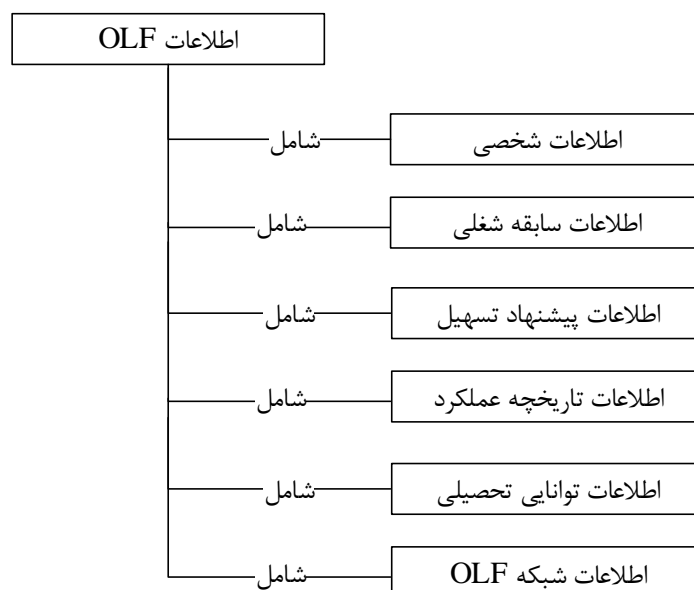 اطلاعات OLF
شامل
اطلاعات شخصی
شامل
اطلاعات سابقه شغلی
شامل
اطلاعات پیشنهاد تسهیل
شامل
اطلاعات تاریخچه عملکرد
شامل
اطلاعات توانایی تحصیلی
شامل
اطلاعات شبکه OLF